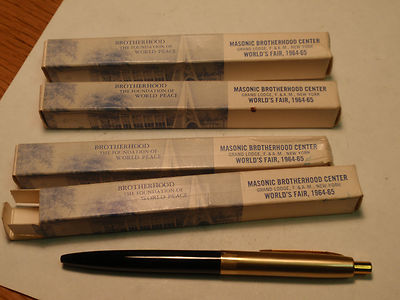 BROTHERHOOD
THE FOUNDATION OF
WORLD PEACE
MASONIC BROTHERHOOD CENTER
GRAND LODGE, F. & A.M., NEW YORK
WORLD'S FAIR, 1964-65
BROTHERHOOD
THE FOUNDATION OF
WORLD PEACE
MASONIC BROTHERHOOD CENTER
GRAND LODGE, F. & A.M., NEW YORK
WORLD'S FAIR, 1964-65
BROTHERHOOD
THE FOUNDATION OF
WORLD PEACE
MASONIC BROTHERHOOD CENTER
GRAND LODGE, F. & A.M., NEW YORK
WORLD'S FAIR, 1964-65
BROTHERHOOD
THE FOUNDATION OF
WORLD PEACE
MASONIC BROTHERHOOD CENTER
GRAND LODGE, F. & A.M., NEW YORK
WORLD'S FAIR, 1964-65